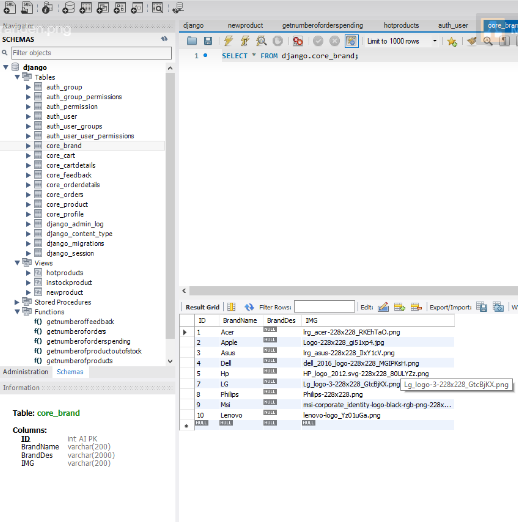 Navigator
SCHEMAS
Filter objects
django
Tables
auth_group
auth_group_permissions
auth_permission
auth_user
auth_user_groups
auth_user_user_permissions
core_brand
core_cart
core_cartdetails
core_feedback
core_orderdetails
core_orders
core_product
core_profile
django_admin_log
django_content_type
django_migrations
django_session
Views
hotproducts
instockproduct
newproduct
Stored Procedures
Functions
getnumberoffeedback
getnumberoforders
getnumberoforderspending
getnumberofproductoutofstock
getnumberofproducts
Administration Schemas
Information
Table: core_brand
Columns:
ID int AI PK
BrandName varchar(200)
BrandDes varchar(2000)
IMG varchar(200)
django newproduct getnumberoforderspending hotproducts auth_user core_bran
Limit to 1000 rows
1 SELECT * FROM django.core_brand;
Result Grid Filter Rows: Edit: Export/Import: W
ID BrandName BrandDes IMG
1 Acer NULL lrg_acer-228x228_RKEhTaO.png
2 Apple NULL Logo-228x228_gi51xp4.jpg
3 Asus NULL lrg_asus-228x228_DxY1cV.png
4 Dell NULL dell_2016_logo-228x228_MGIPKsH.png
5 Hp NULL HP_logo_2012.svg-228x228_80ULYZz.png
7 LG NULL Lg_logo-3-228x228_GtcBjKX.png Lg_logo-3-228x228_GtcBjKX.png
8 Philips NULL Philips-228x228.png
9 Msi NULL msi-corporate_identity-logo-black-rgb-png-228x...
10 Lenovo NULL lenovo-logo_Yz01uGa.png
NULL NULL NULL NULL